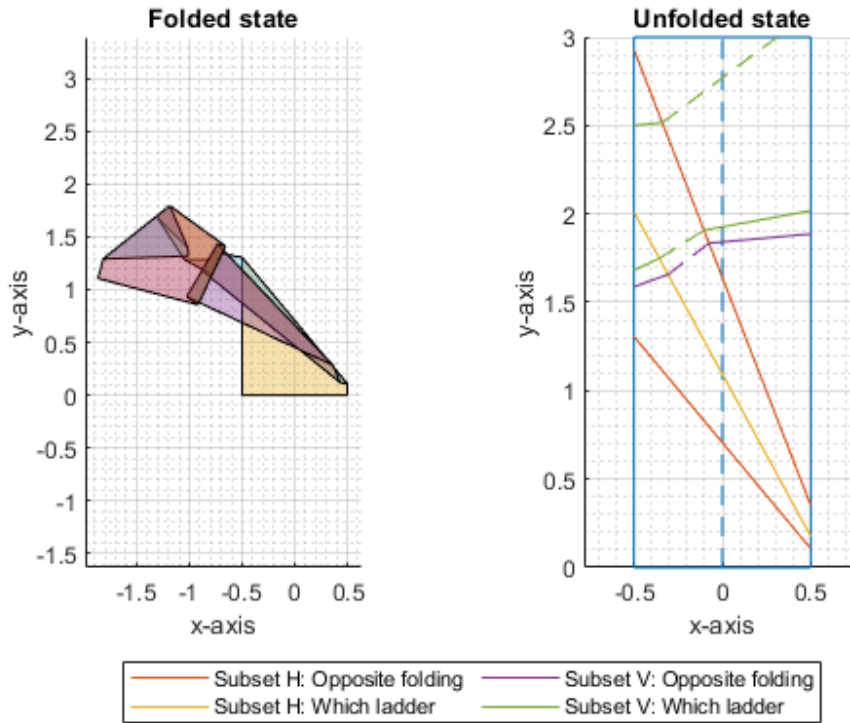 Folded state
3
2.5
2
1.5
1
0.5
0
-0.5
-1
-1.5
y-axis
-1.5 -1 -0.5 0 0.5
x-axis
Unfolded state
3
2.5
2
1.5
1
0.5
0
y-axis
-0.5 0 0.5
x-axis
Subset H: Opposite folding
Subset H: Which ladder
Subset V: Opposite folding
Subset V: Which ladder